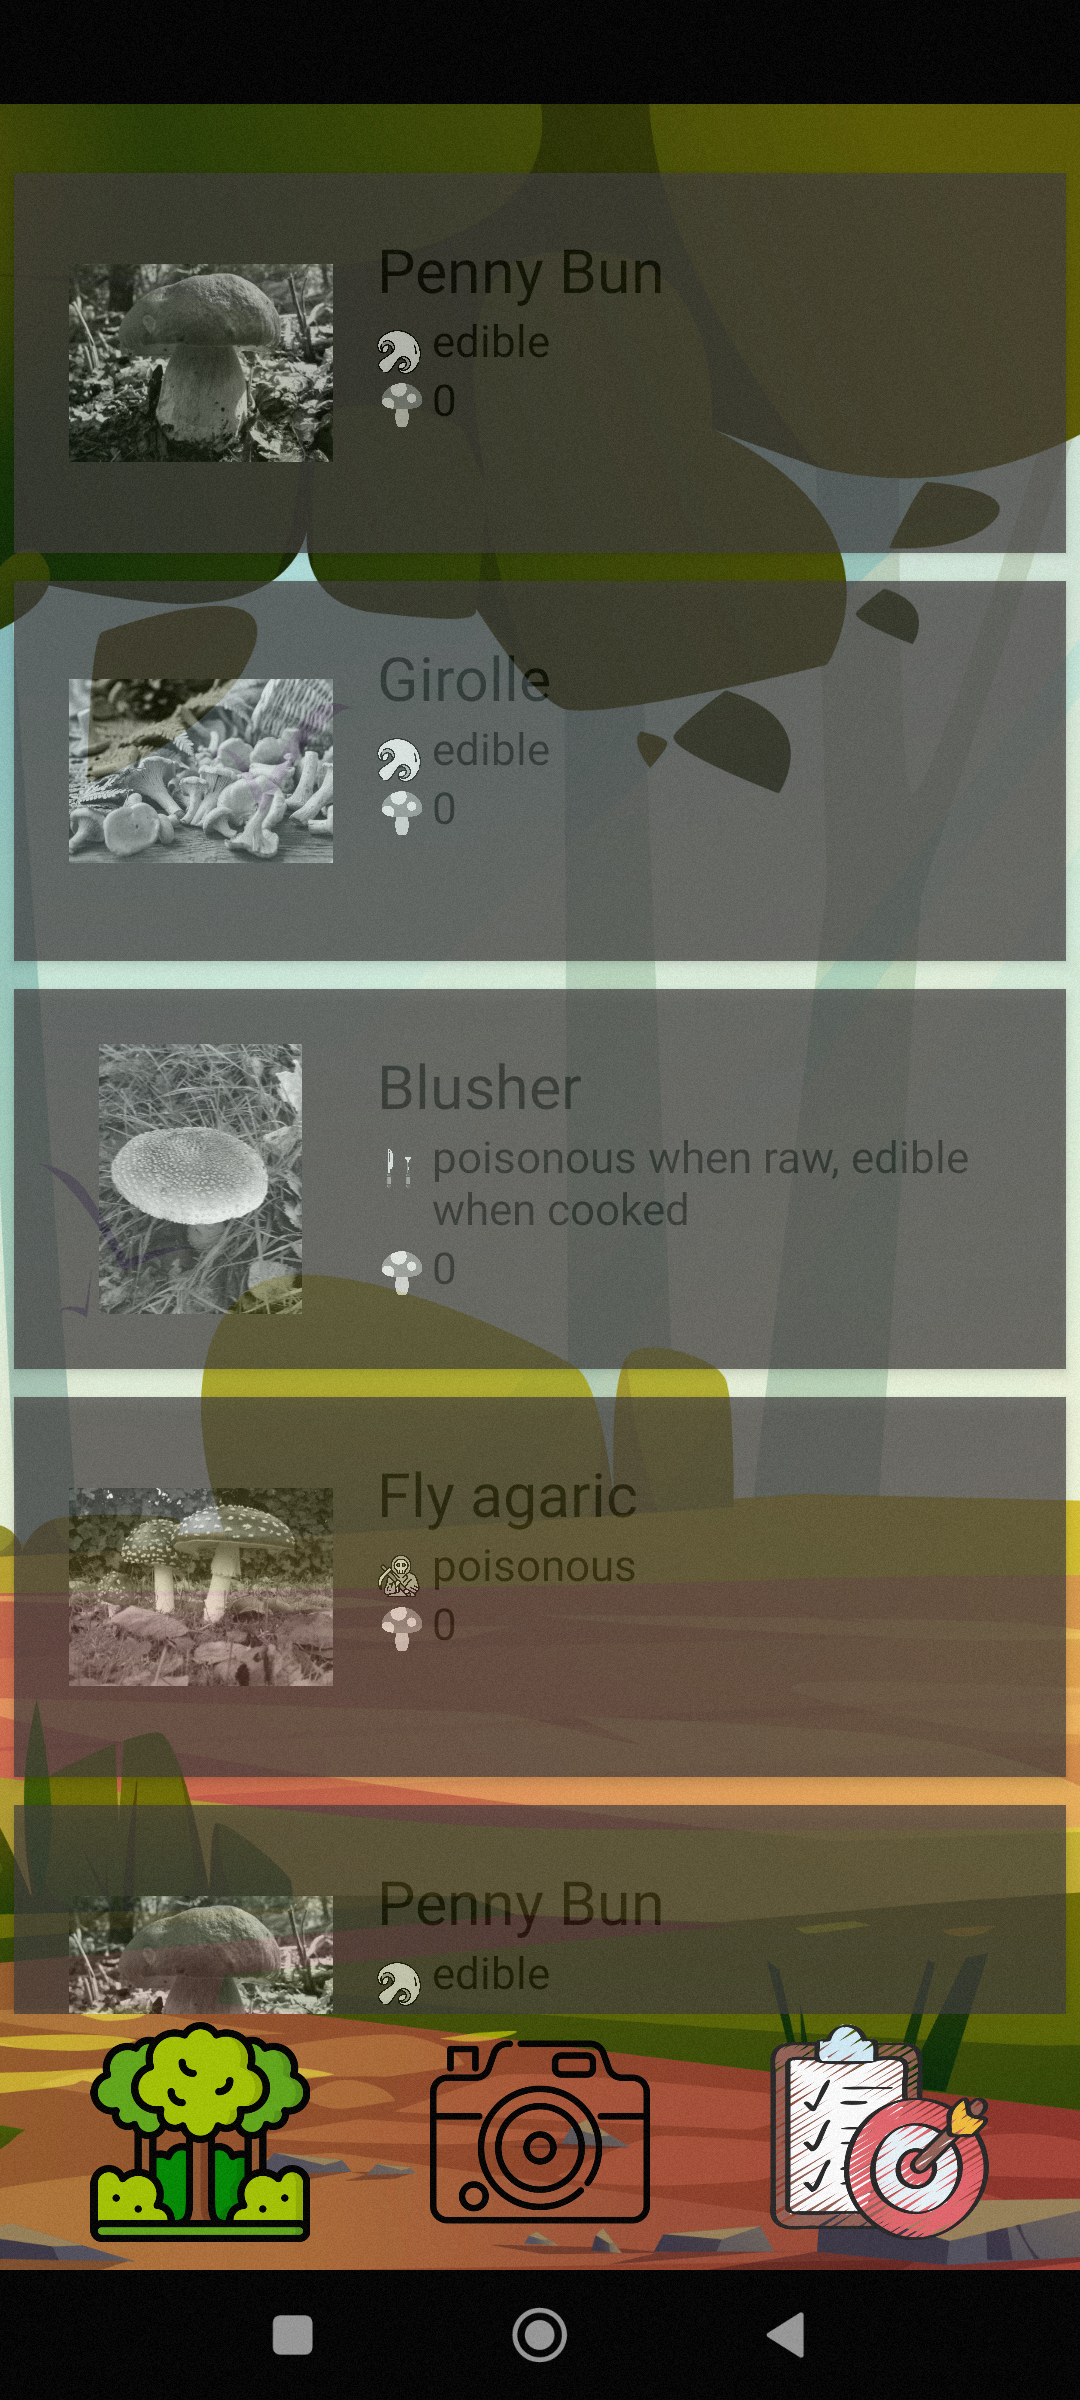 Penny Bun
edible
0
Girolle
edible
0
Blusher
poisonous when raw, edible
when cooked
0
Fly agaric
poisonous
0
Penny Bun
edible